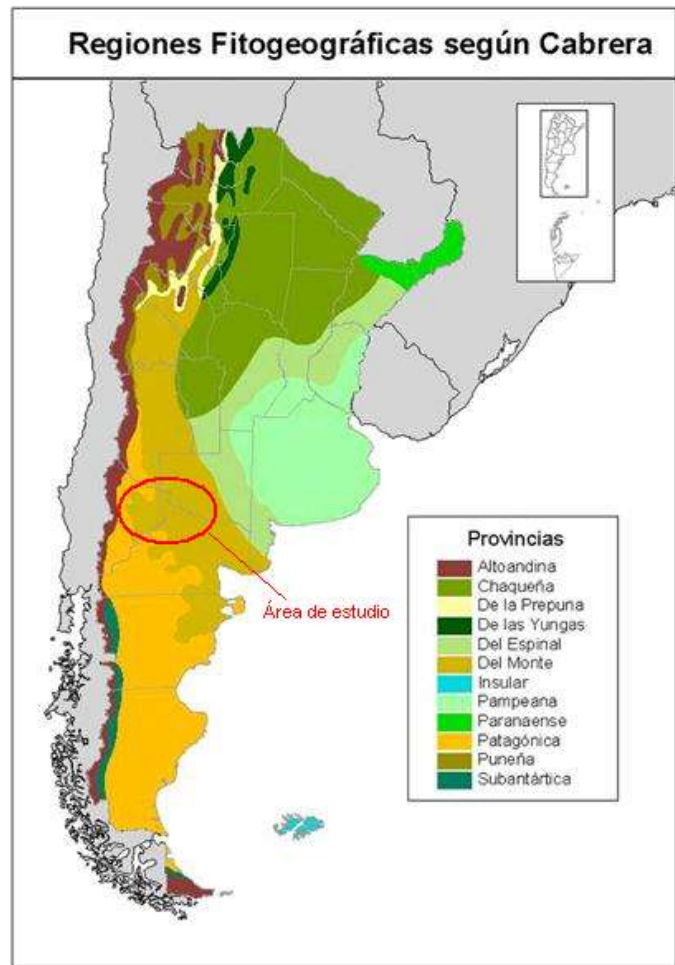 Regiones Fitogeográficas según Cabrera
Área de estudio
Provincias
Altoandina
Chaqueña
De la Prepuna
De las Yungas
Del Espinal
Del Monte
Insular
Pampeana
Paranaense
Patagónica
Puneña
Subantártica